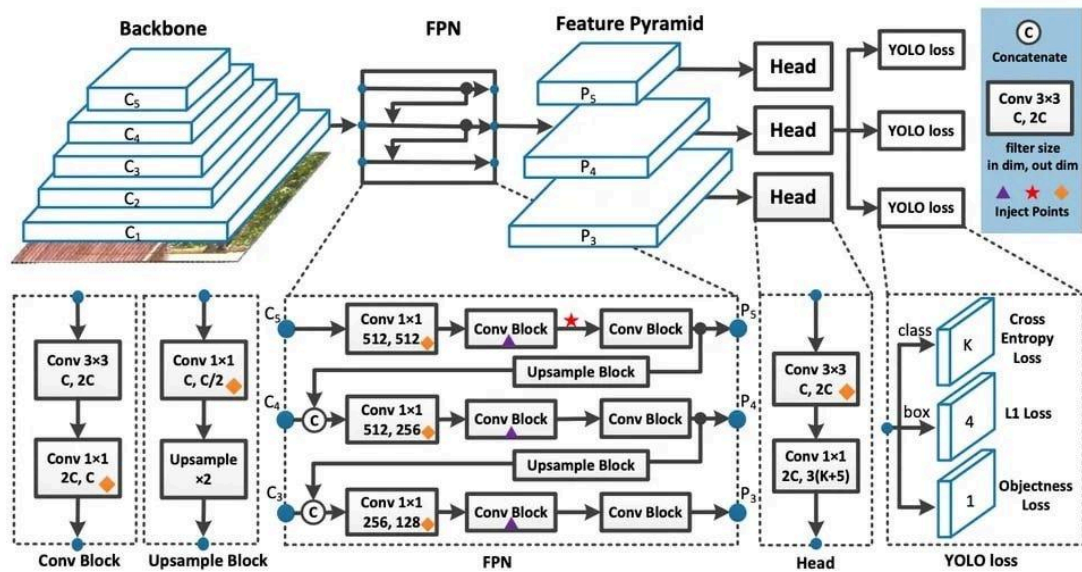 Backbone
FPN
Feature Pyramid
C5
C4
C3
C2
C1
P5
P4
P3
Head
Head
Head
YOLO loss
YOLO loss
YOLO loss
C
Concatenate
Conv 3×3
C, 2C
filter size
in dim, out dim
Inject Points
Conv 3×3
C, 2C
Conv 1×1
2C, C
Conv Block
Conv 1×1
C, C/2
Upsample
×2
Upsample Block
C5
Conv 1×1
512, 512
Conv Block
Conv Block
P5
Upsample Block
C4
C
Conv 1×1
512, 256
Conv Block
Conv Block
P4
Upsample Block
C3
C
Conv 1×1
256, 128
Conv Block
Conv Block
P3
FPN
Conv 3×3
C, 2C
Conv 1×1
2C, 3(K+5)
Head
class
K
Cross
Entropy
Loss
box
4
L1 Loss
1
Objectness
Loss
YOLO loss